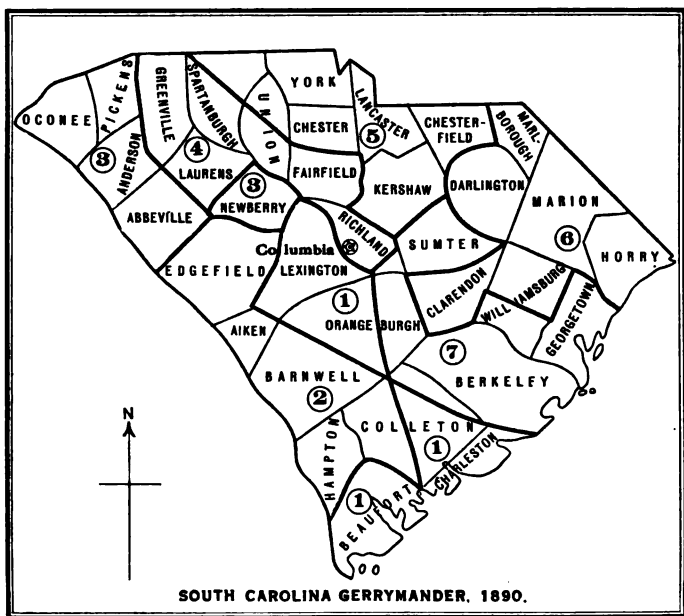 YORK
PICKENS
GREENVILLE
SPARTANBURGH
UNION
LANCASTER
OCONEE
CHESTER
5
CHESTER-
FIELD
MARL-
BOROUGH
3
ANDERSON
4
LAURENS
FAIRFIELD
3
NEWBERRY
KERSHAW
DARLINGTON
MARION
ABBEVILLE
RICHLAND
6
Columbia
SUMTER
HORRY
EDGEFIELD
LEXINGTON
CLARENDON
WILLIAMSBURG
GEORGETOWN
1
ORANGEBURGH
AIKEN
7
BARNWELL
BERKELEY
2
COLLETON
N
HAMPTON
1
CHARLESTON
1
BEAUFORT
SOUTH CAROLINA GERRYMANDER, 1890.